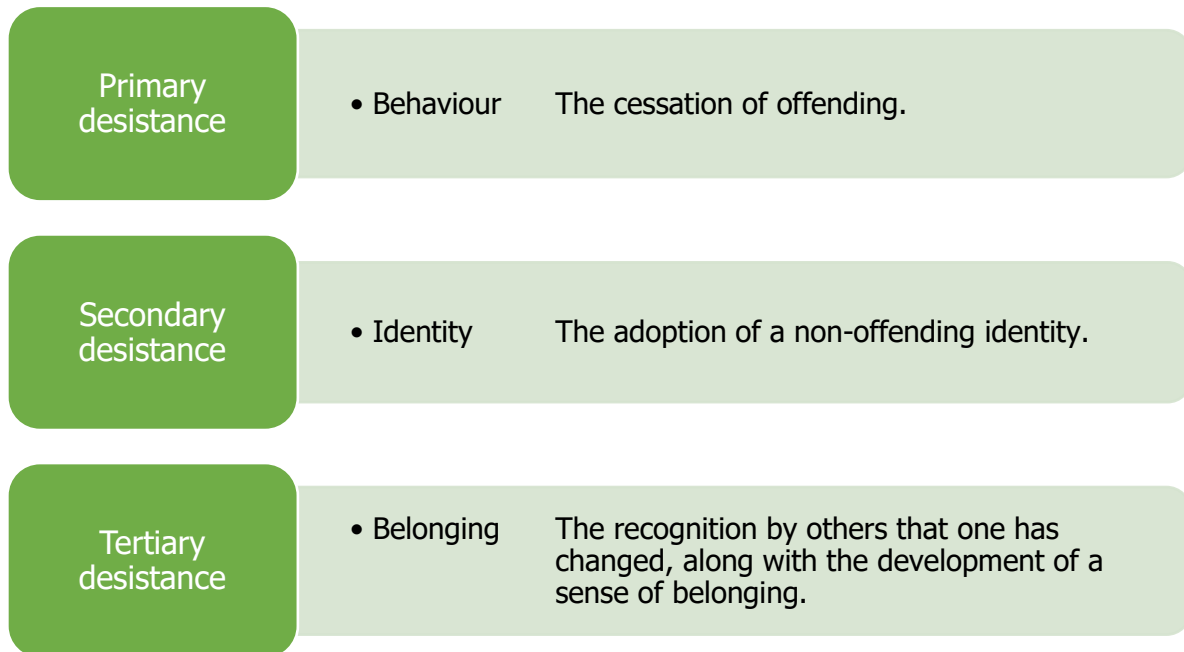 Primary
desistance
• Behaviour The cessation of offending.
Secondary
desistance
• Identity The adoption of a non-offending identity.
Tertiary
desistance
• Belonging The recognition by others that one has
changed, along with the development of a
sense of belonging.